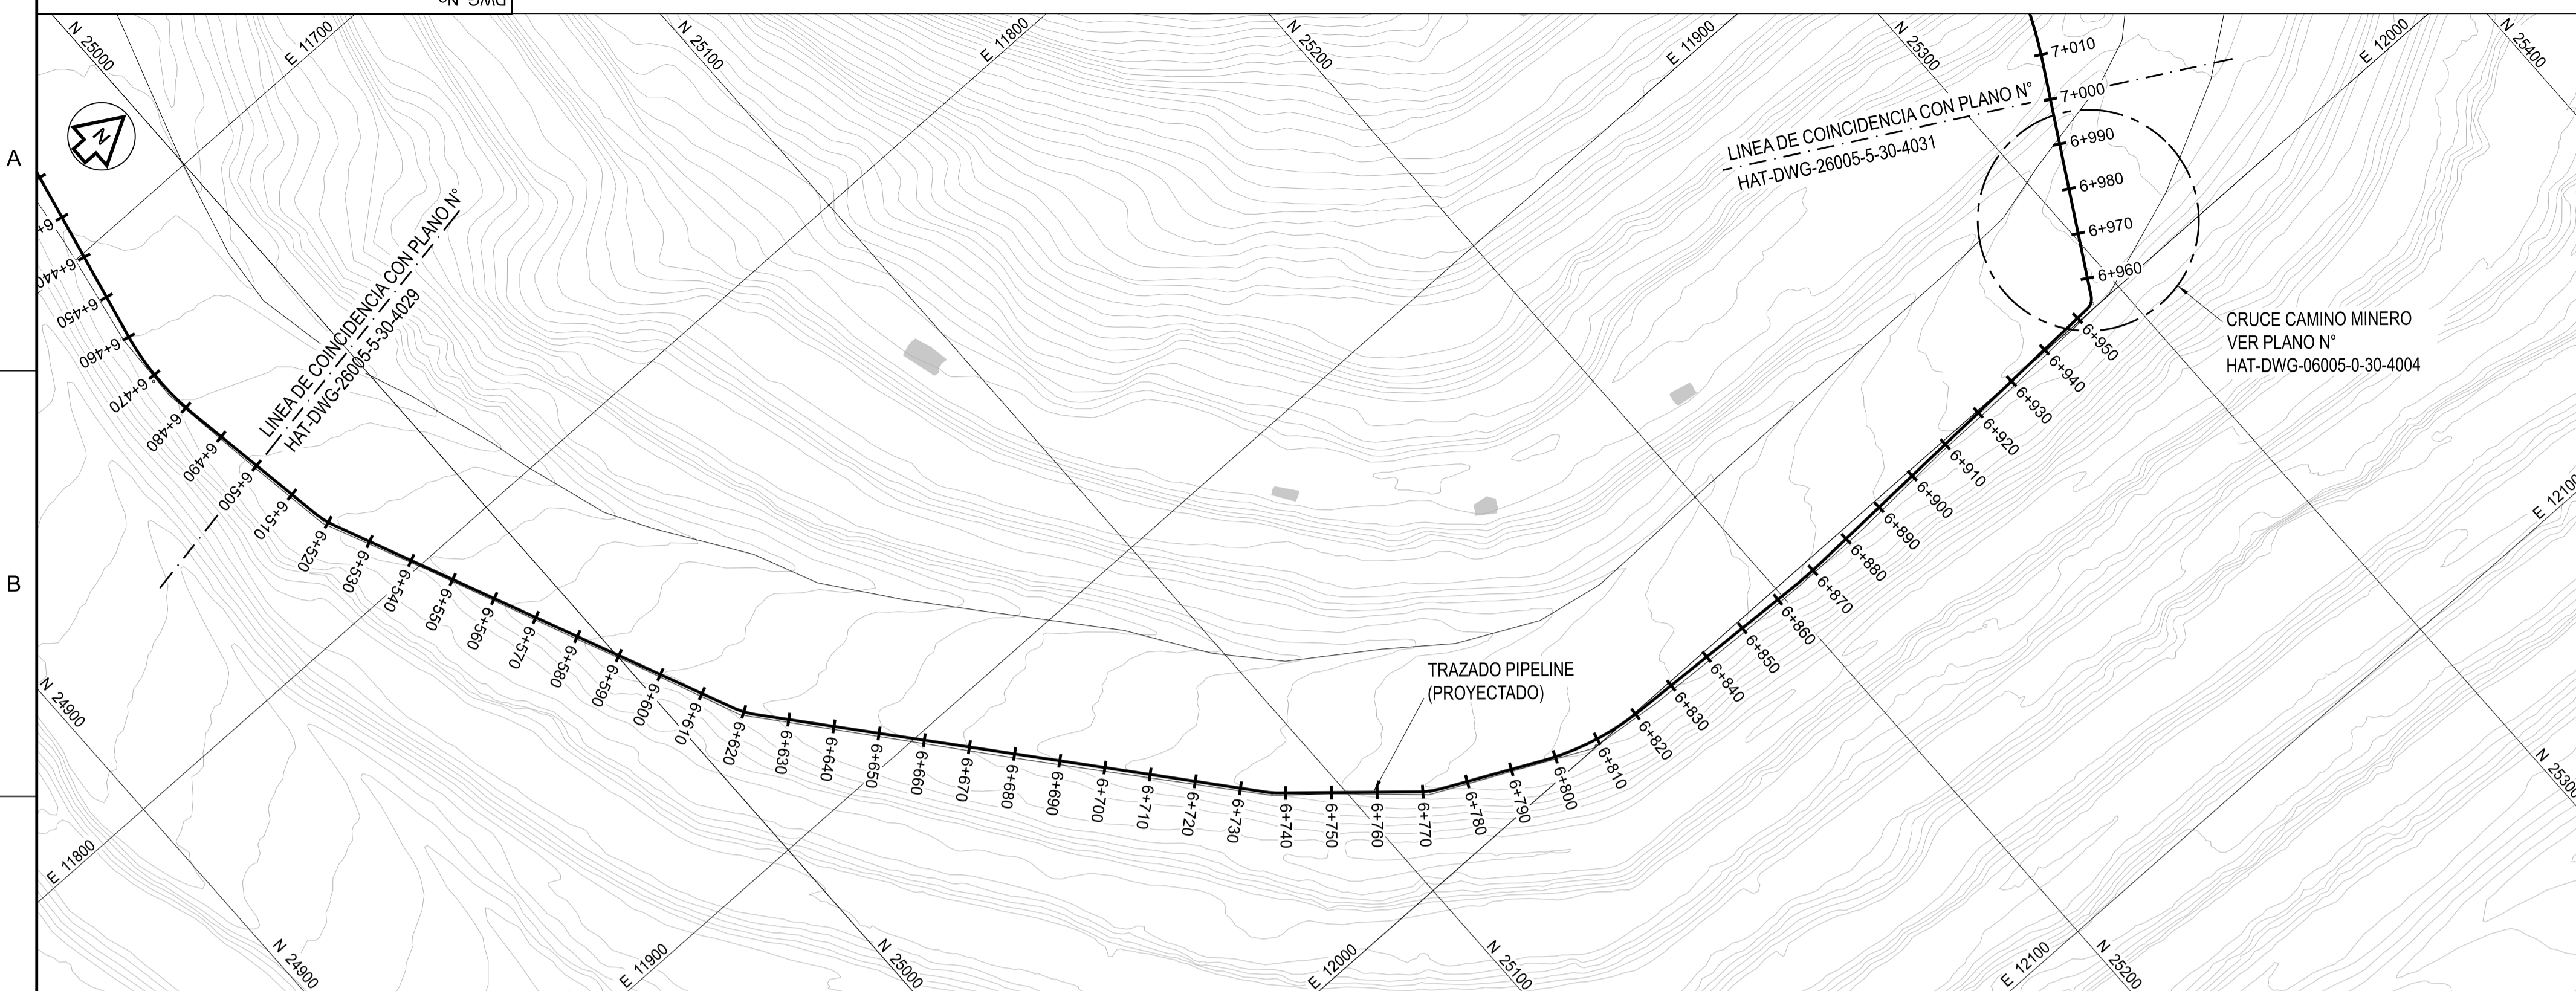 DWG. No
N 25000
E 11700
N 25100
E 11800
N 25200
E 11900
N 25300
E 12000
N 25400
A
N
7+010
7+000
6+990
6+980
6+970
6+960
LINEA DE COINCIDENCIA CON PLANO N°
HAT-DWG-26005-5-30-4031
LINEA DE COINCIDENCIA CON PLANO N°
HAT-DWG-26005-5-30-4029
CRUCE CAMINO MINERO
VER PLANO N°
HAT-DWG-06005-0-30-4004
6+
6+440
6+450
6+460
6+470
6+480
6+490
6+500
6+510
6+520
6+530
6+540
6+550
6+560
6+570
6+580
6+590
6+600
6+610
6+620
6+630
6+640
6+650
6+660
6+670
6+680
6+690
6+700
6+710
6+720
6+730
6+740
6+750
6+760
6+770
6+780
6+790
6+800
6+810
6+820
6+830
6+840
6+850
6+860
6+870
6+880
6+890
6+900
6+910
6+920
6+930
6+940
6+950
B
TRAZADO PIPELINE
(PROYECTADO)
E 12100
N 24900
N 25300
E 11800
N 24900
E 11900
N 25000
E 12000
N 25100
E 12100
N 25200